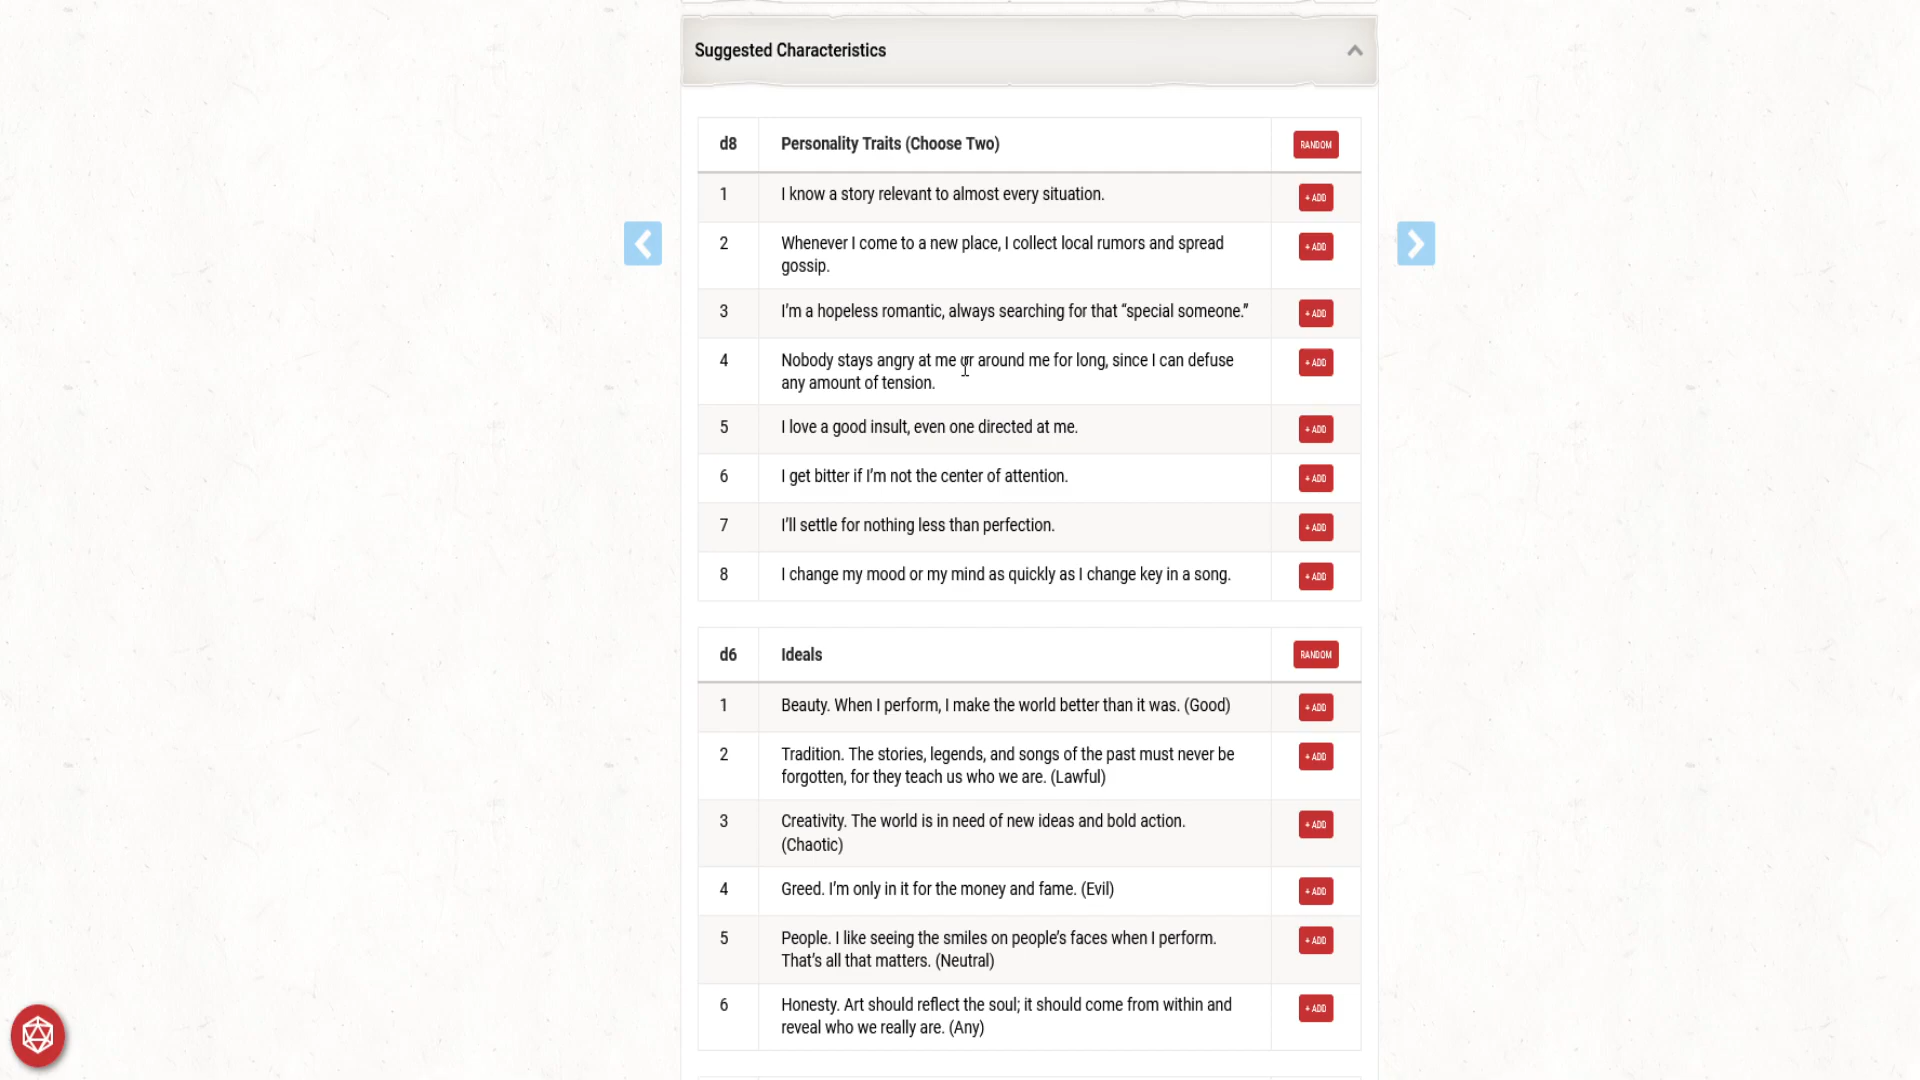 Suggested Characteristics
d8 Personality Traits (Choose Two) RANDOM
1 I know a story relevant to almost every situation. + ADD
2 Whenever I come to a new place, I collect local rumors and spread + ADD
gossip.
3 I’m a hopeless romantic, always searching for that “special someone.” + ADD
4 Nobody stays angry at me or around me for long, since I can defuse + ADD
any amount of tension.
5 I love a good insult, even one directed at me. + ADD
6 I get bitter if I’m not the center of attention. + ADD
7 I’ll settle for nothing less than perfection. + ADD
8 I change my mood or my mind as quickly as I change key in a song. + ADD
d6 Ideals RANDOM
1 Beauty. When I perform, I make the world better than it was. (Good) + ADD
2 Tradition. The stories, legends, and songs of the past must never be + ADD
forgotten, for they teach us who we are. (Lawful)
3 Creativity. The world is in need of new ideas and bold action. + ADD
(Chaotic)
4 Greed. I’m only in it for the money and fame. (Evil) + ADD
5 People. I like seeing the smiles on people’s faces when I perform. + ADD
That’s all that matters. (Neutral)
6 Honesty. Art should reflect the soul; it should come from within and + ADD
reveal who we really are. (Any)